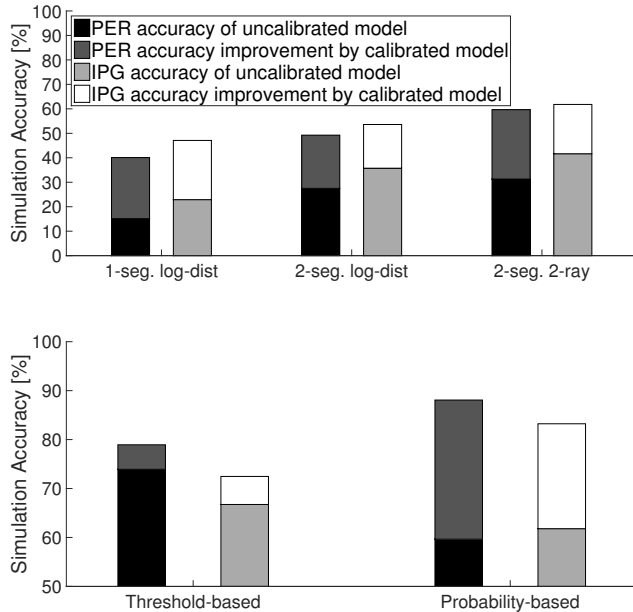 Simulation Accuracy [%]
100
90
80
70
60
50
40
30
20
10
0
PER accuracy of uncalibrated model
PER accuracy improvement by calibrated model
IPG accuracy of uncalibrated model
IPG accuracy improvement by calibrated model
1-seg. log-dist
2-seg. log-dist
2-seg. 2-ray
Simulation Accuracy [%]
100
90
80
70
60
50
Threshold-based
Probability-based